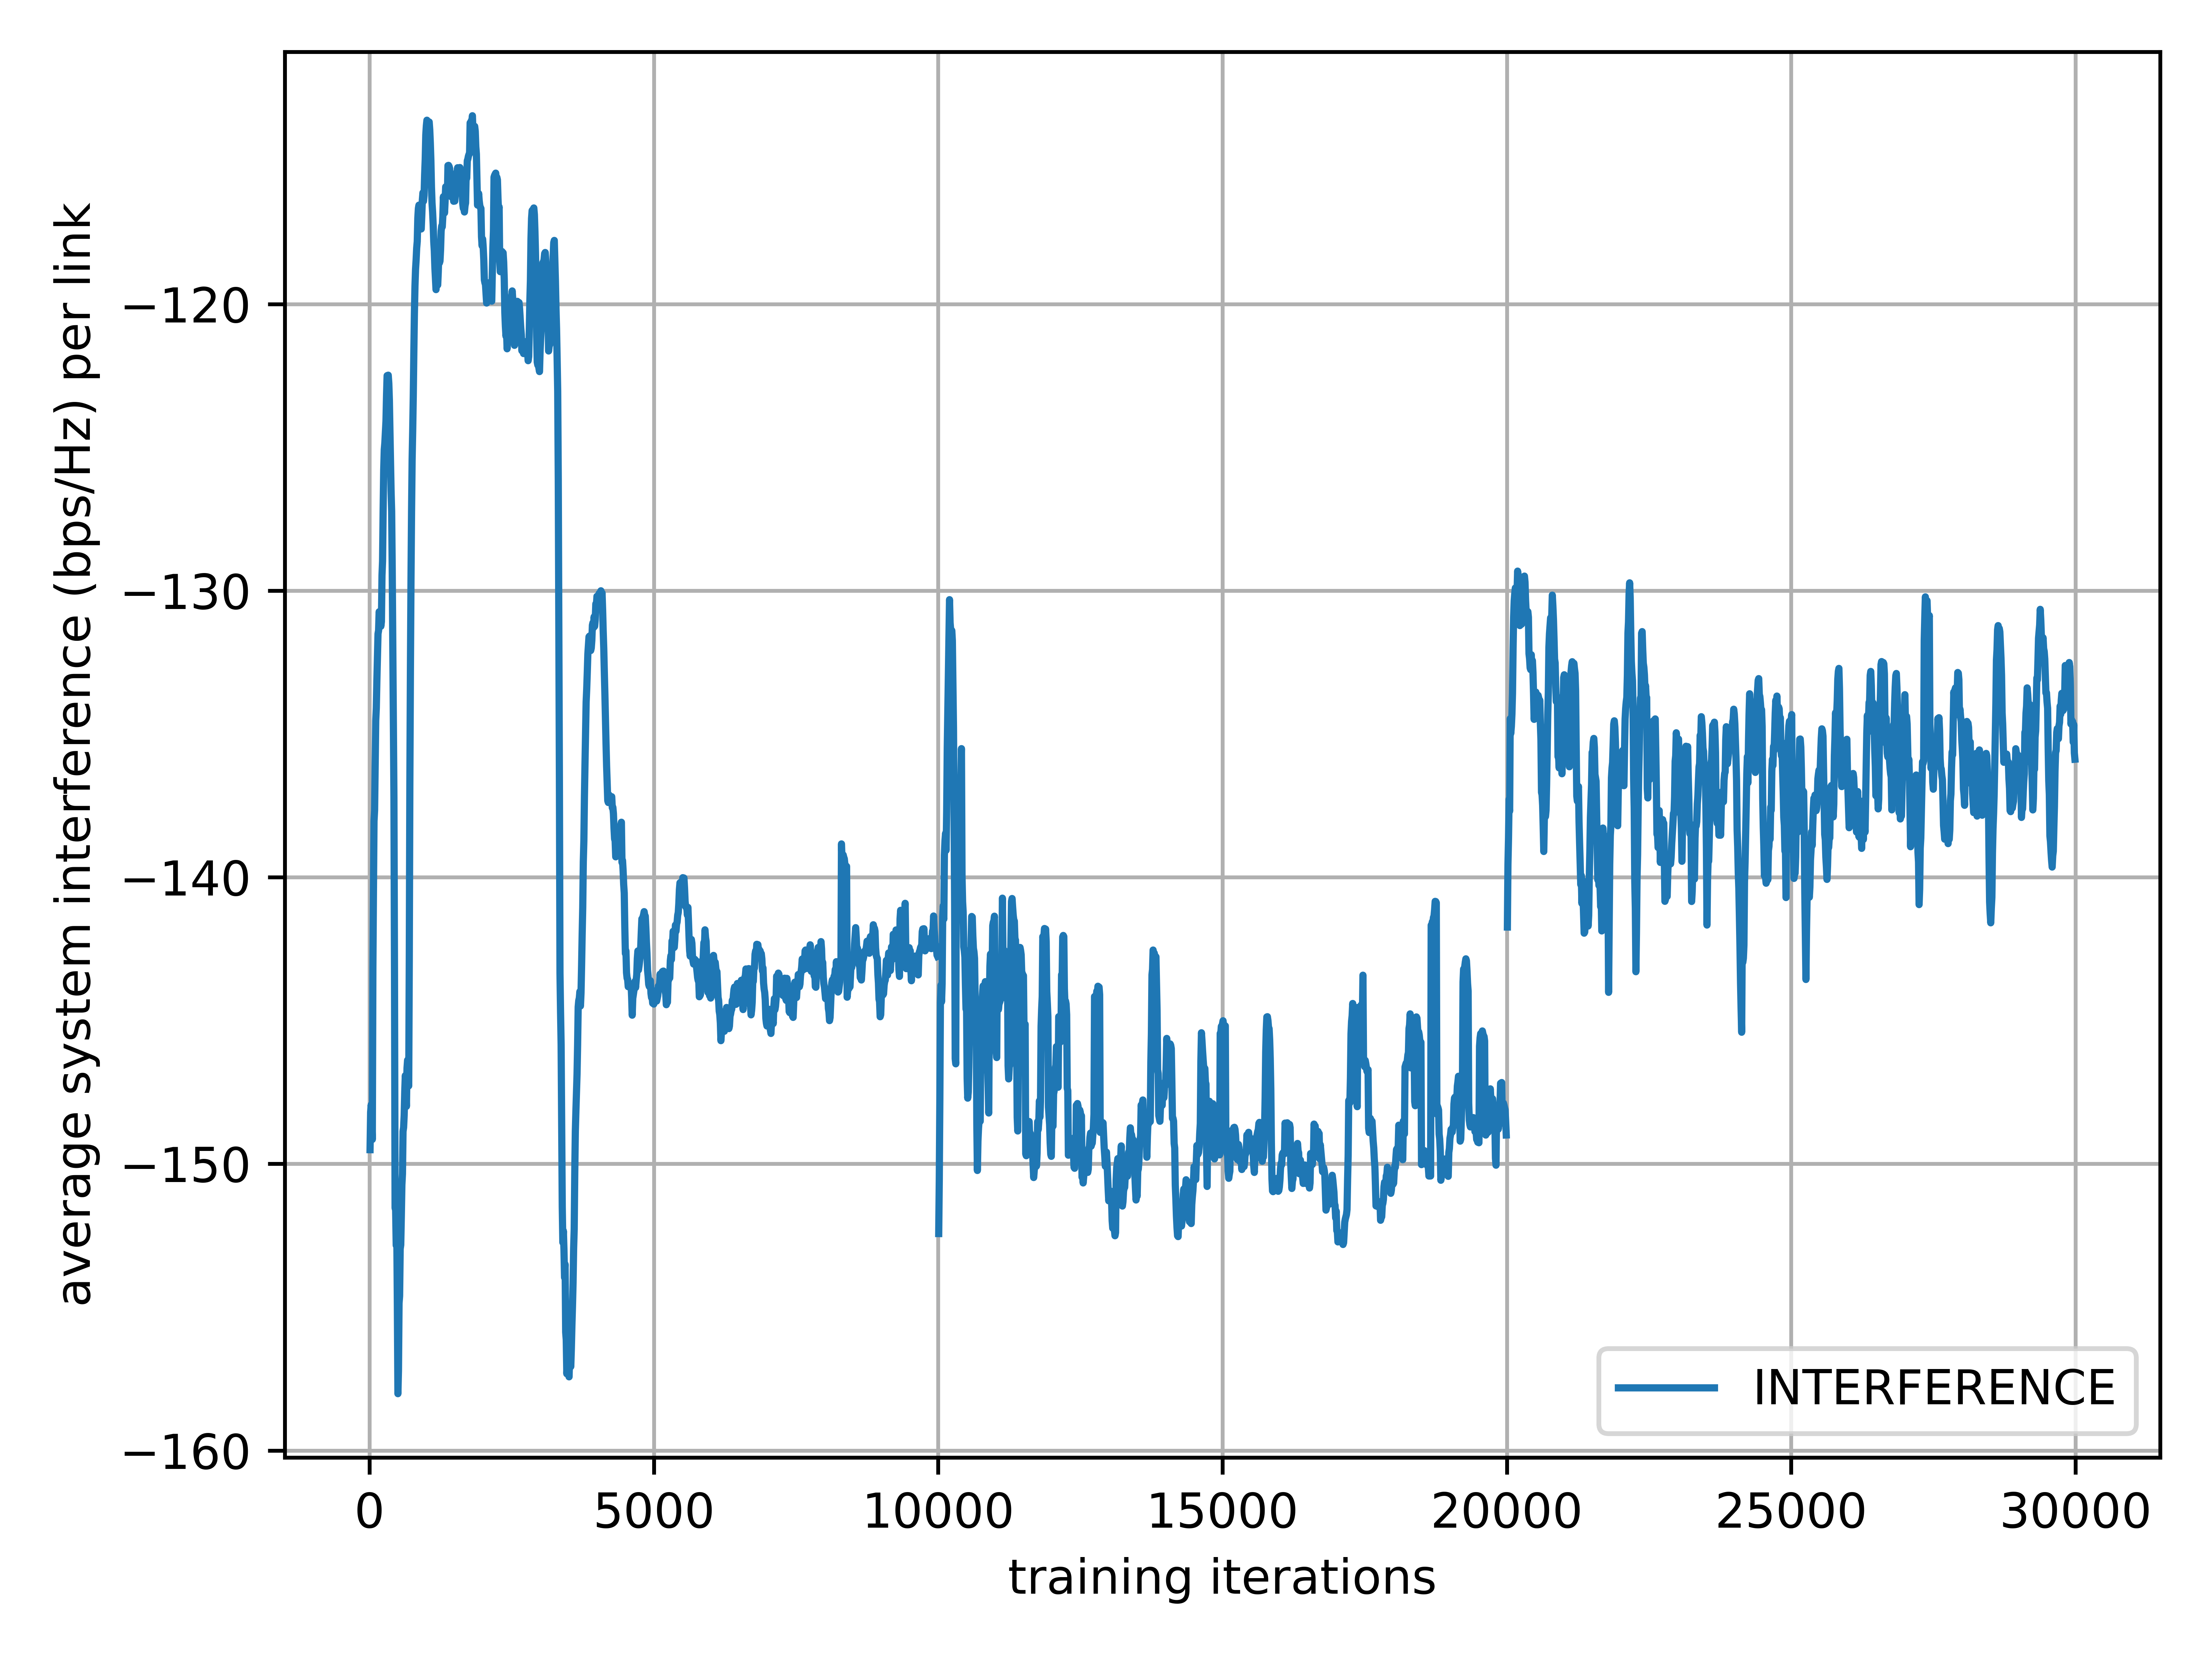 average system interference (bps/Hz) per link
−120
−130
−140
−150
−160
INTERFERENCE
0 5000 10000 15000 20000 25000 30000
training iterations